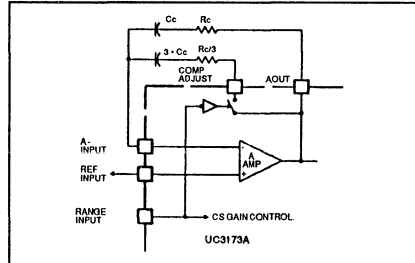 Cc Rc
3 • Cc Rc/3
COMP
ADJUST AOUT
A-
INPUT
-
A
AMP
REF
INPUT
+
RANGE
INPUT
CS GAIN CONTROL.
UC3173A